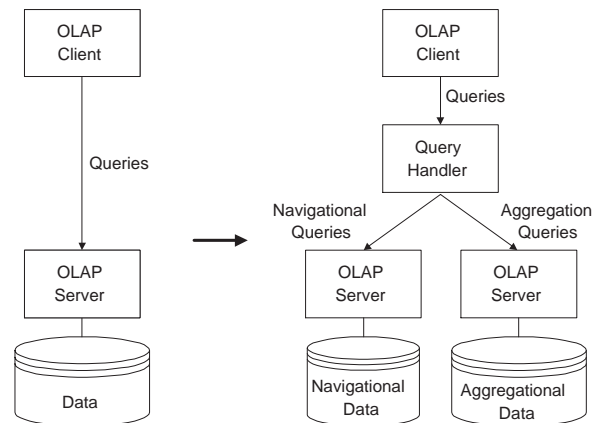 OLAP
Client
Queries
OLAP
Server
Data
OLAP
Client
Queries
Query
Handler
Navigational
Queries
Aggregation
Queries
OLAP
Server
OLAP
Server
Navigational
Data
Aggregational
Data